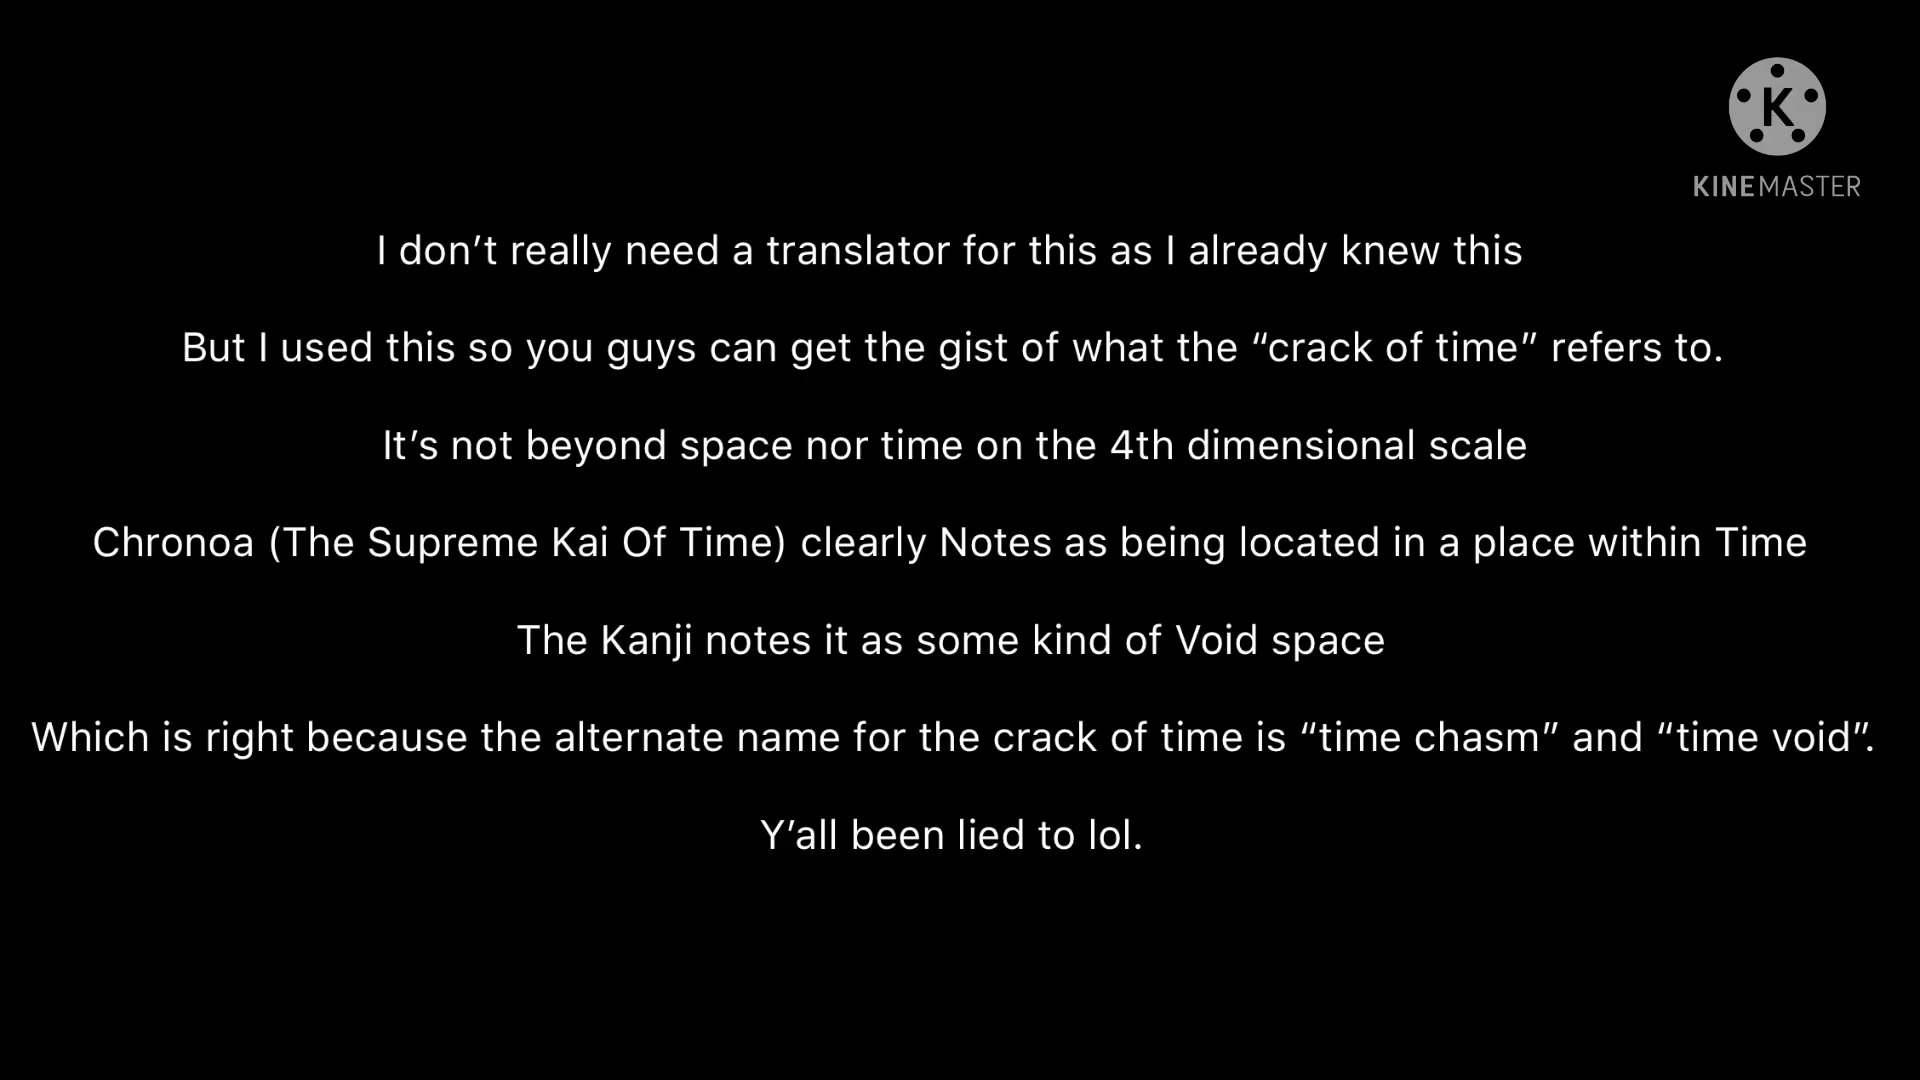 K
KINEMASTER
I don’t really need a translator for this as I already knew this
But I used this so you guys can get the gist of what the “crack of time” refers to.
It’s not beyond space nor time on the 4th dimensional scale
Chronoa (The Supreme Kai Of Time) clearly Notes as being located in a place within Time
The Kanji notes it as some kind of Void space
Which is right because the alternate name for the crack of time is “time chasm” and “time void”.
Y’all been lied to lol.